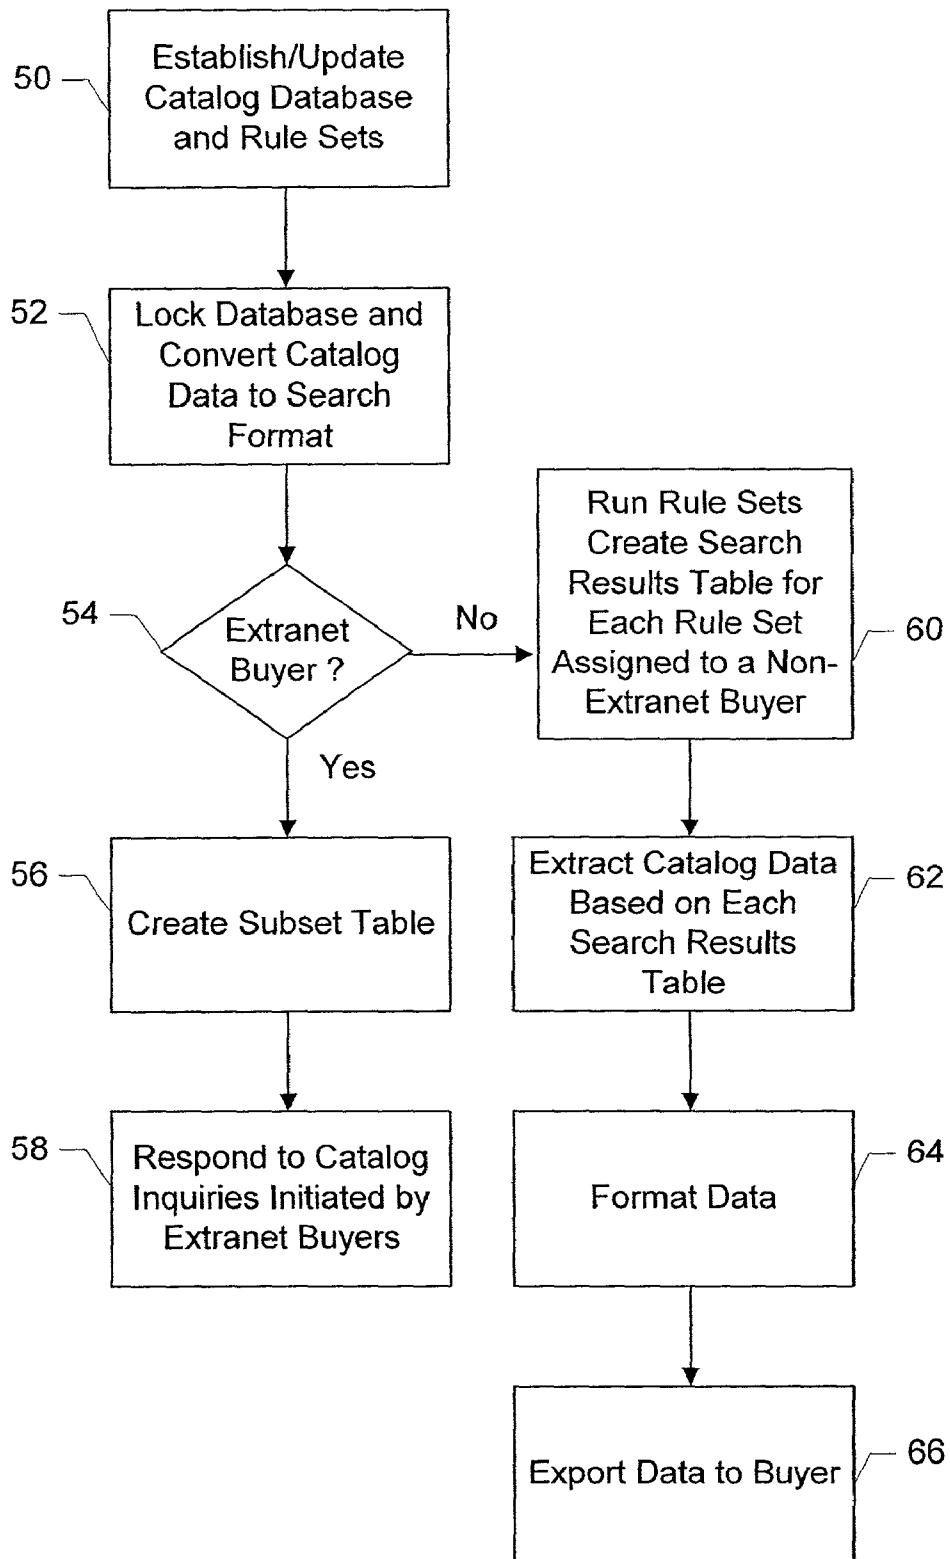 50
Establish/Update
Catalog Database
and Rule Sets
52
Lock Database and
Convert Catalog
Data to Search
Format
54
Extranet
Buyer ?
No
Yes
Run Rule Sets
Create Search
Results Table for
Each Rule Set
Assigned to a Non-
Extranet Buyer
60
56
Create Subset Table
Extract Catalog Data
Based on Each
Search Results
Table
62
58
Respond to Catalog
Inquiries Initiated by
Extranet Buyers
Format Data
64
Export Data to Buyer
66